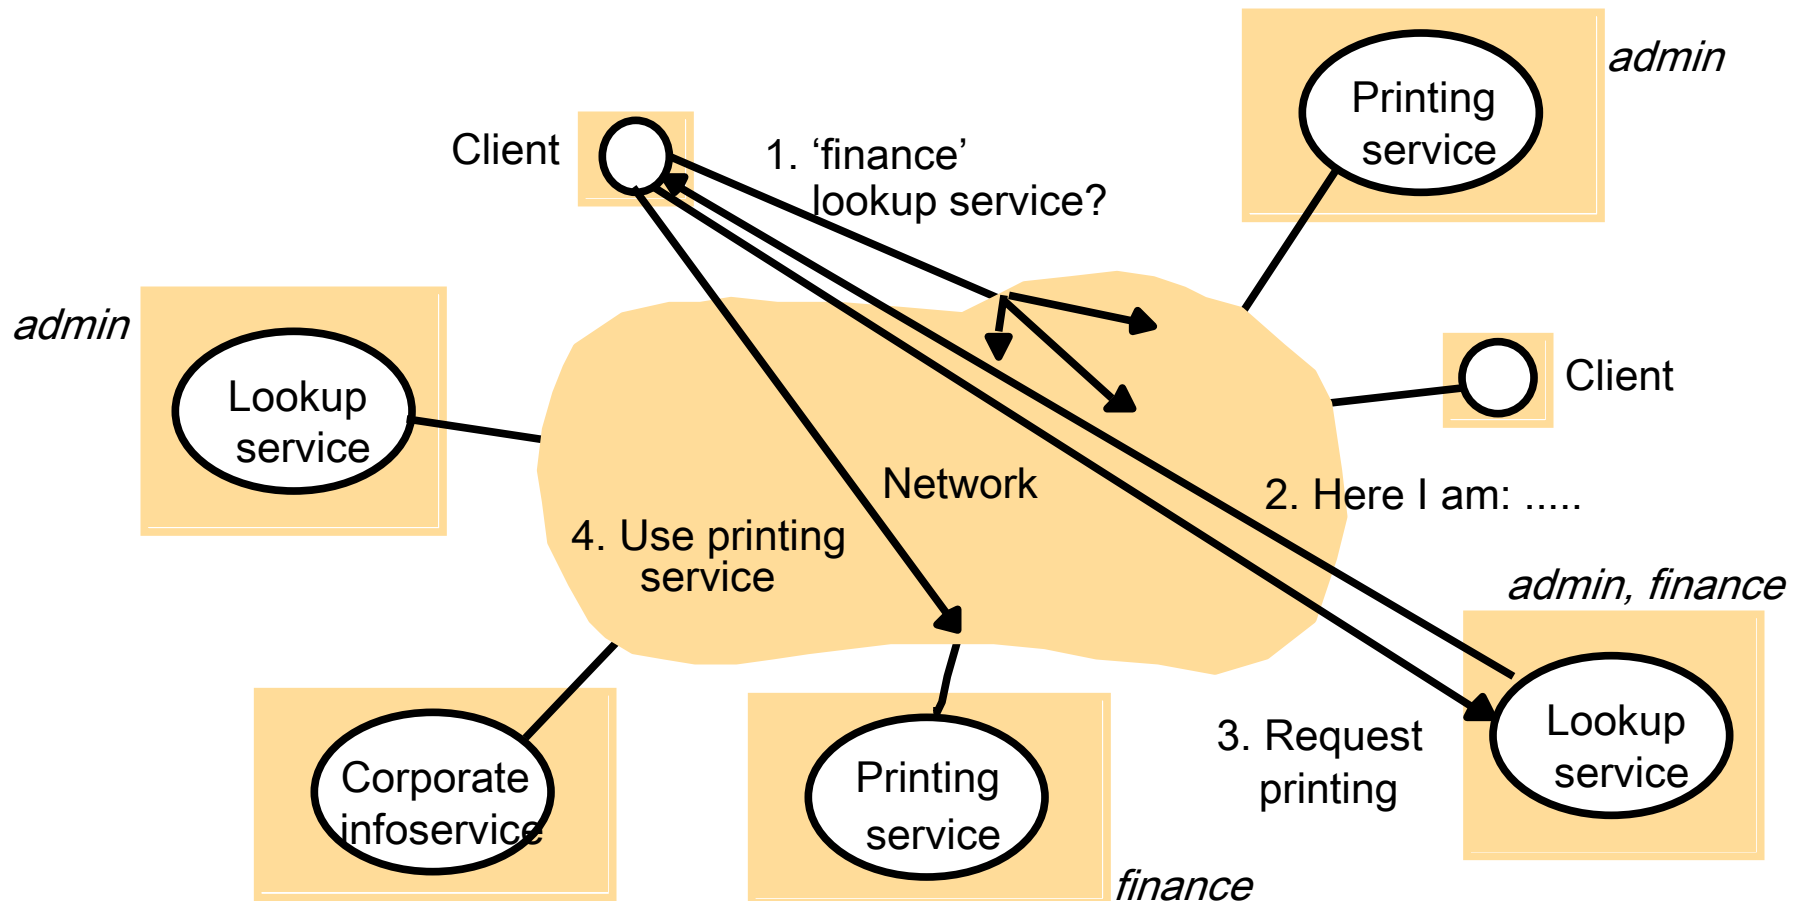 admin
Printing
service
Client
1. ‘finance’
lookup service?
admin
Lookup
service
Client
Network
2. Here I am: .....
4. Use printing
service
admin, finance
Corporate
infoservice
Printing
service
finance
3. Request
printing
Lookup
service